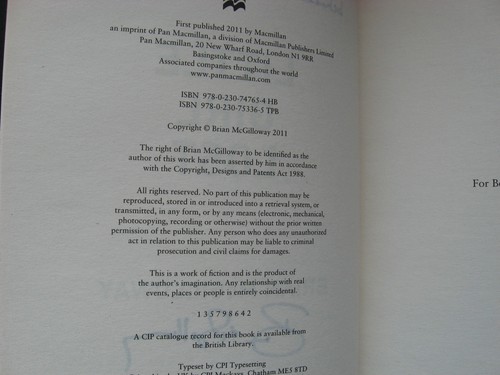 First published 2011 by Macmillan
an imprint of Pan Macmillan, a division of Macmillan Publishers Limited
Pan Macmillan, 20 New Wharf Road, London N1 9RR
Basingstoke and Oxford
Associated companies throughout the world
www.panmacmillan.com
ISBN 978-0-230-74765-4 HB
ISBN 978-0-230-75336-5 TPB
Copyright © Brian McGilloway 2011
The right of Brian McGilloway to be identified as the
author of this work has been asserted by him in accordance
with the Copyright, Designs and Patents Act 1988.
All rights reserved. No part of this publication may be
reproduced, stored in or introduced into a retrieval system, or
transmitted, in any form, or by any means (electronic, mechanical,
photocopying, recording or otherwise) without the prior written
permission of the publisher. Any person who does any unauthorized
act in relation to this publication may be liable to criminal
prosecution and civil claims for damages.
This is a work of fiction and is the product of
the author's imagination. Any relationship with real
events, places or people is entirely coincidental.
1 3 5 7 9 8 6 4 2
A CIP catalogue record for this book is available from
the British Library.
Typeset by CPI Typesetting
CPI Mackays, Chatham ME5 8TD
For